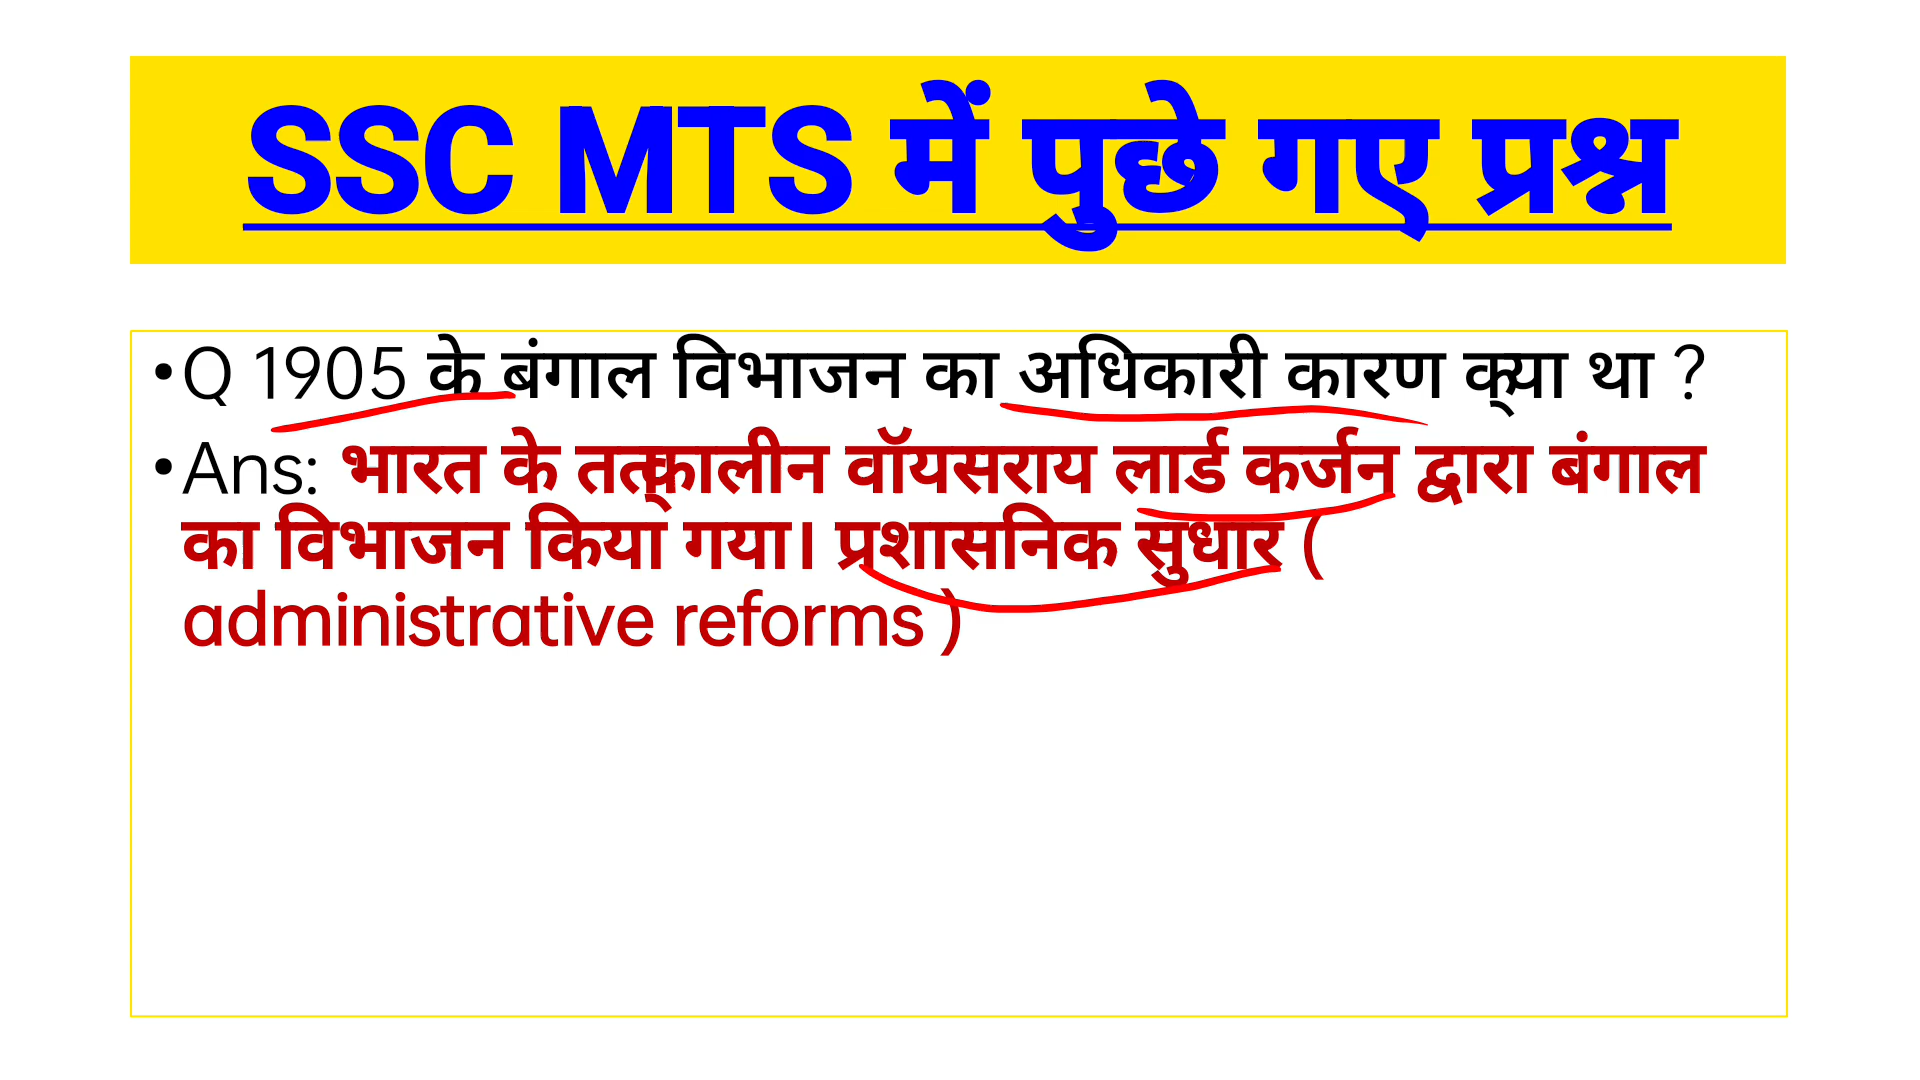 SSC MTS में पुछे गए प्रश्न
•Q 1905 के बंगाल विभाजन का अधिकारी कारण क्या था ?
•Ans: भारत के तत्कालीन वॉयसराय लार्ड कर्जन द्वारा बंगाल
का विभाजन किया गया। प्रशासनिक सुधार (
administrative reforms )